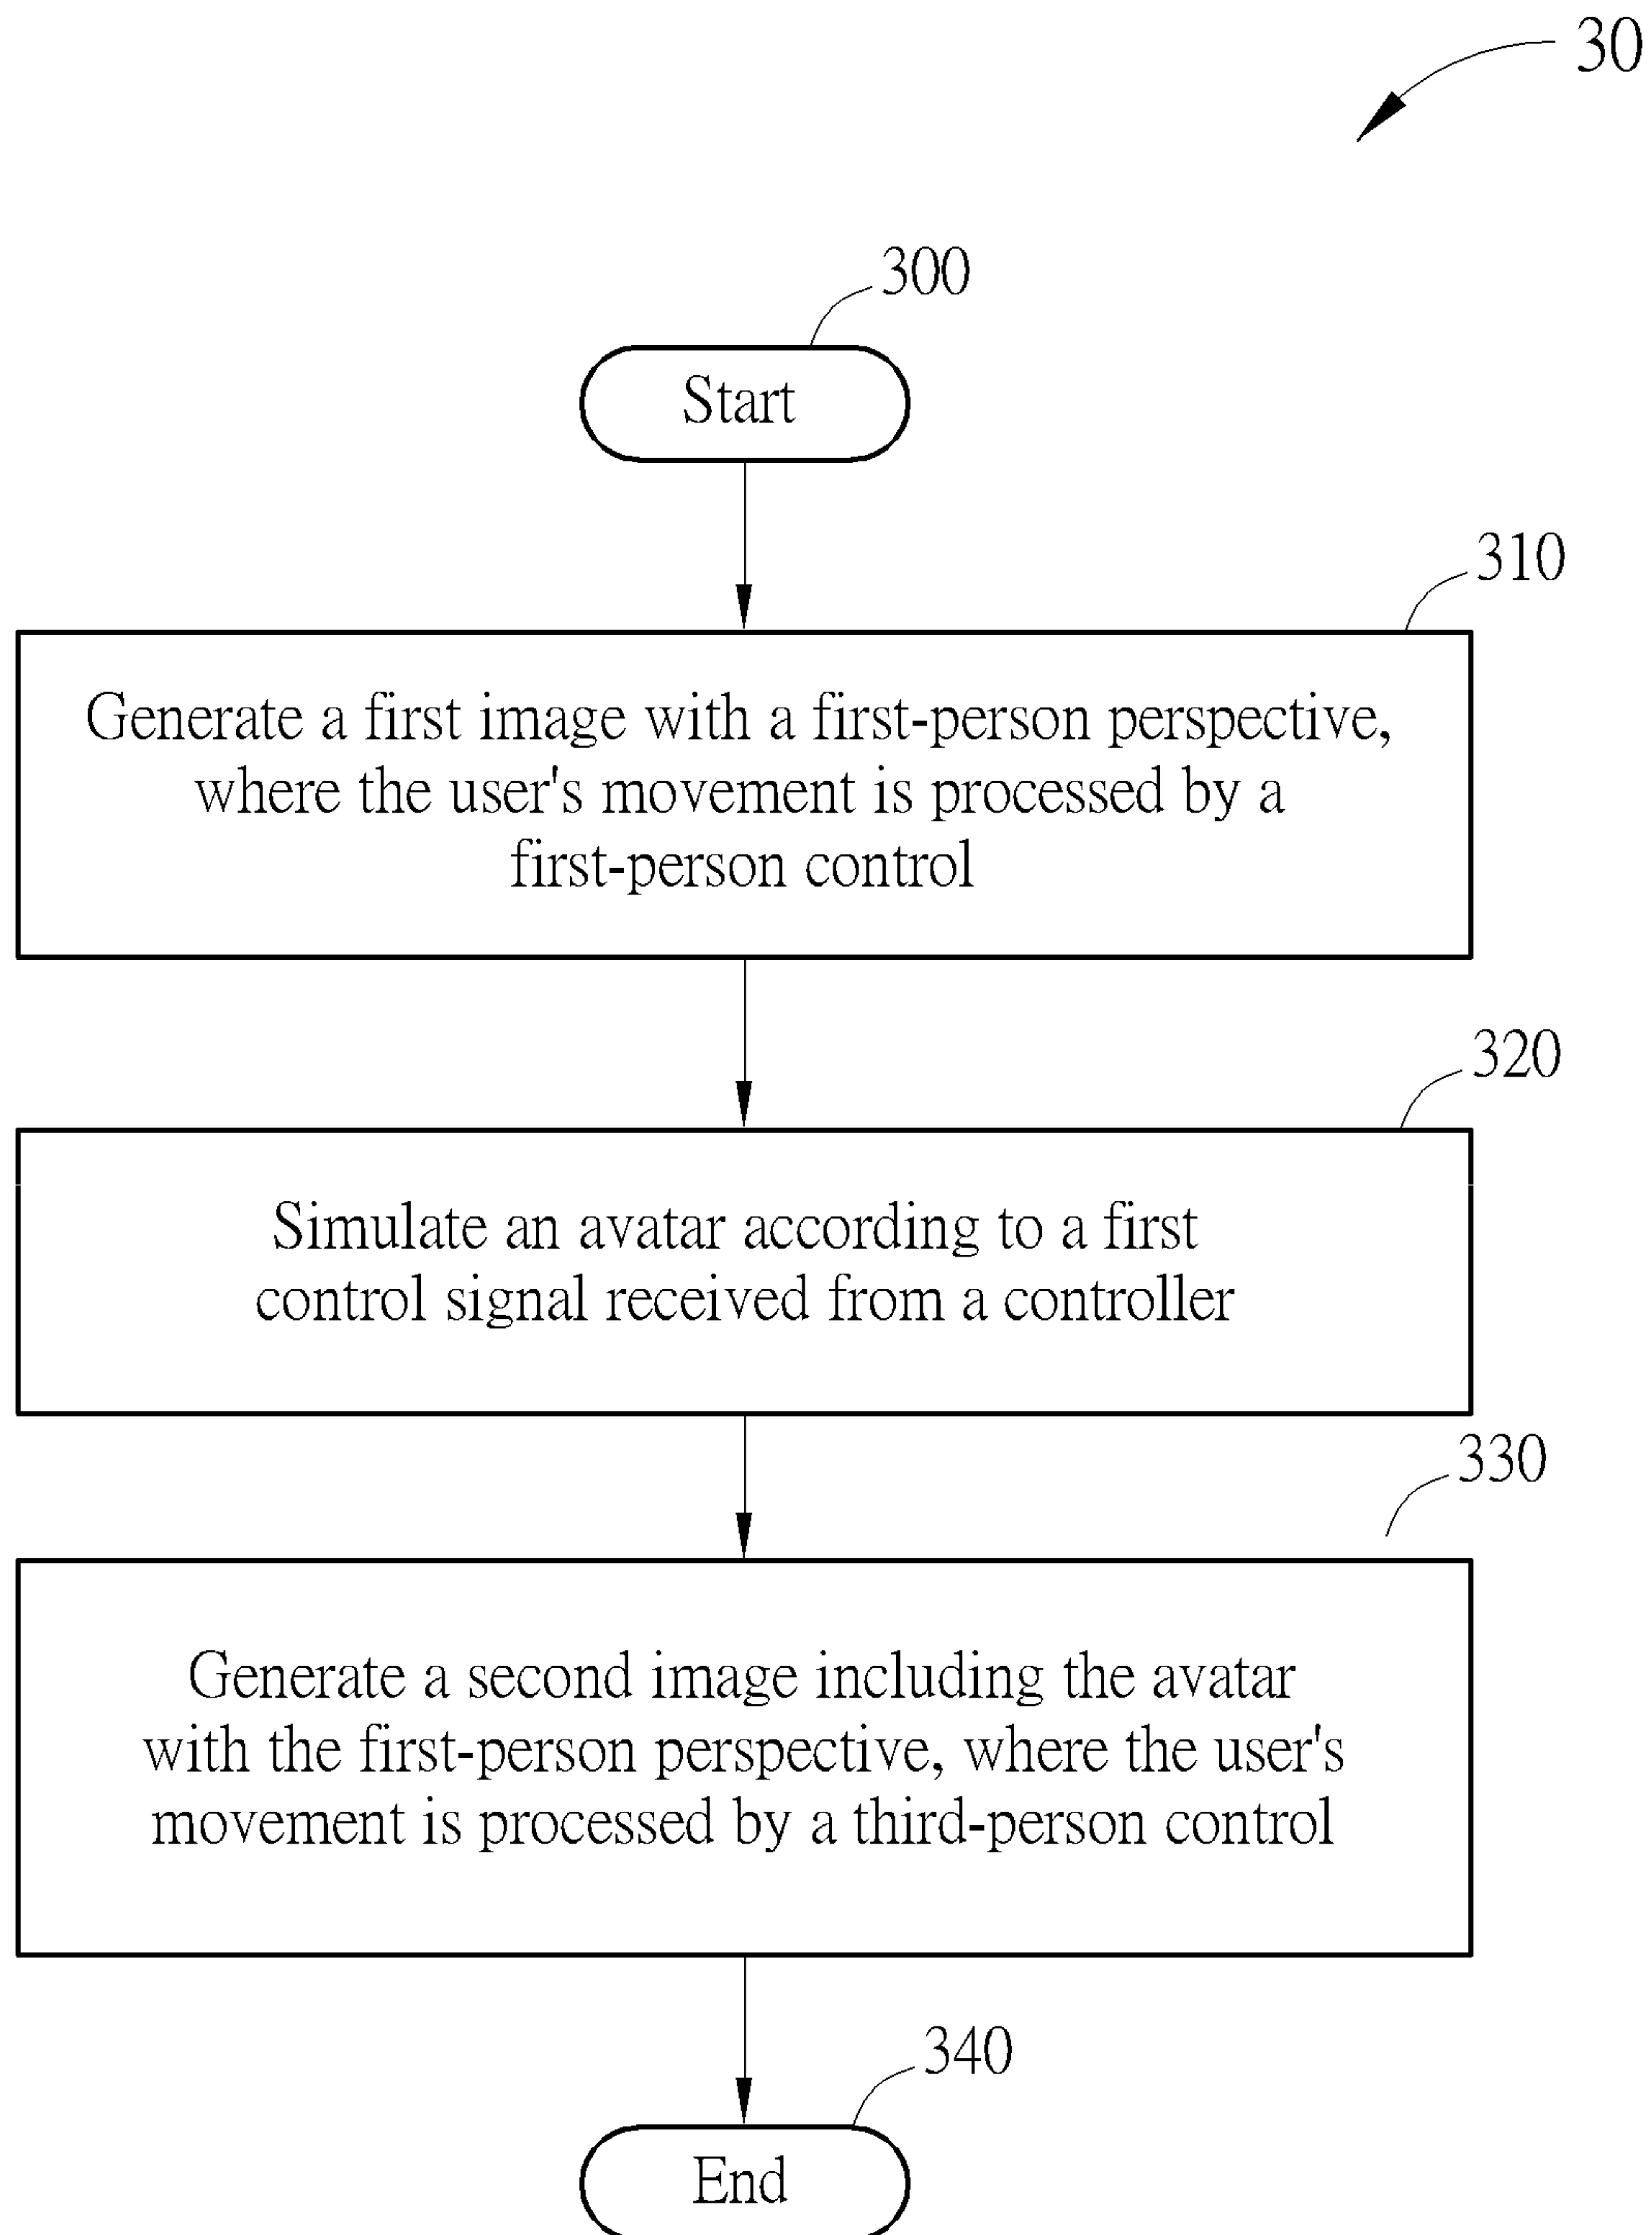 30
300
Start
310
Generate a first image with a first-person perspective,
where the user's movement is processed by a
first-person control
320
Simulate an avatar according to a first
control signal received from a controller
330
Generate a second image including the avatar
with the first-person perspective, where the user's
movement is processed by a third-person control
340
End